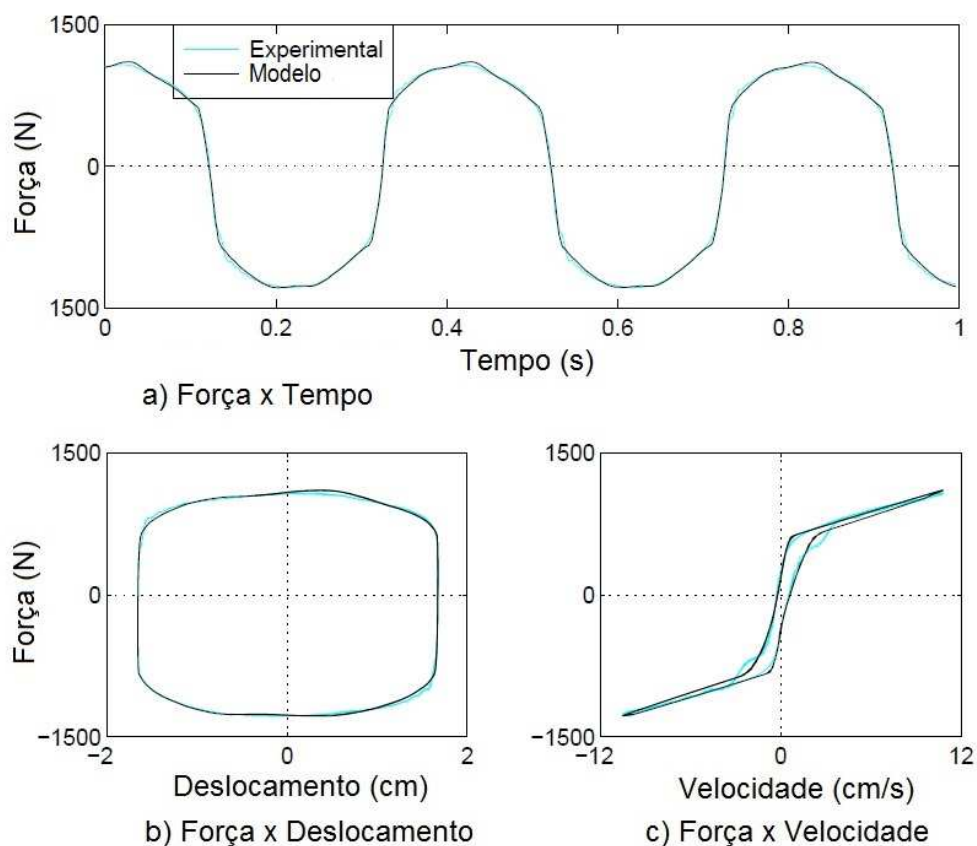 1500
Experimental
Modelo
0
Força (N)
1500
0 0.2 0.4 0.6 0.8 1
Tempo (s)
a) Força x Tempo
1500 1500
0 0
Força (N)
−1500 −1500
−2 0 2 −12 0 12
Deslocamento (cm) Velocidade (cm/s)
b) Força x Deslocamento c) Força x Velocidade